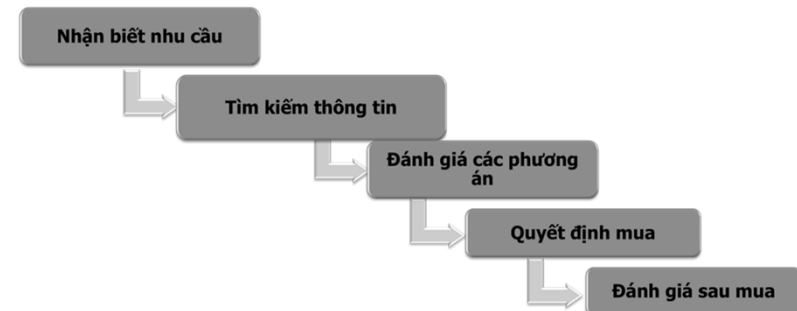 Nhận biết nhu cầu
Tìm kiếm thông tin
Đánh giá các phương
án
Quyết định mua
Đánh giá sau mua